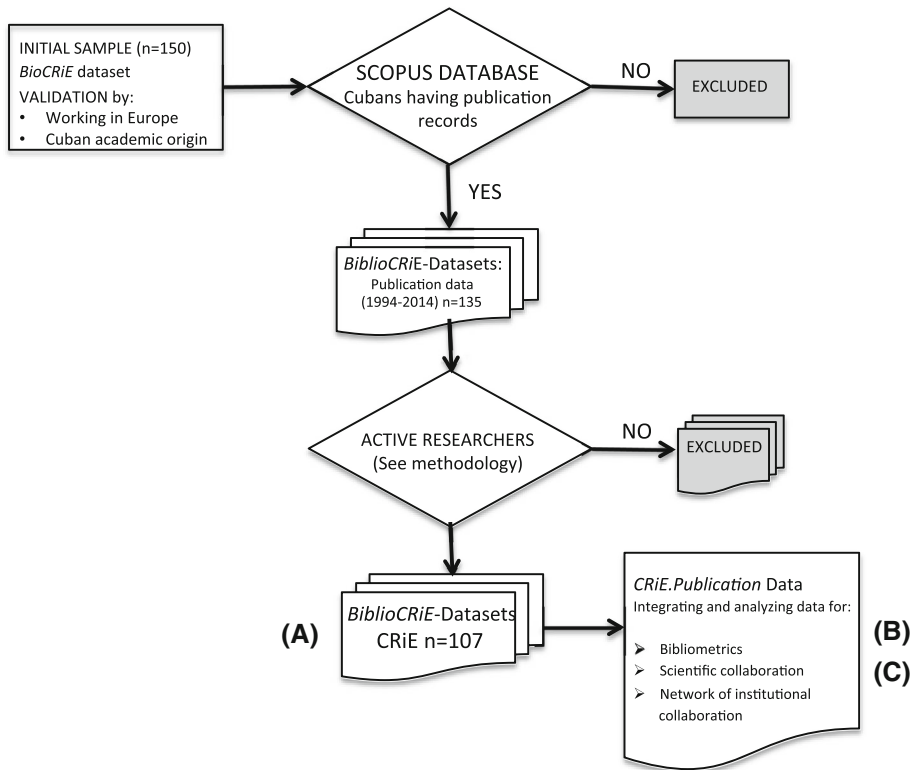 INITIAL SAMPLE (n=150)
BioCRiE dataset
VALIDATION by:
• Working in Europe
• Cuban academic origin
SCOPUS DATABASE
Cubans having publication
records
NO
EXCLUDED
YES
BiblioCRiE-Datasets:
Publication data
(1994-2014) n=135
ACTIVE RESEARCHERS
(See methodology)
NO
EXCLUDED
(A)
BiblioCRiE-Datasets
CRiE n=107
CRiE.Publication Data
Integrating and analyzing data for:
➢ Bibliometrics
➢ Scientific collaboration
➢ Network of institutional
collaboration
(B)
(C)